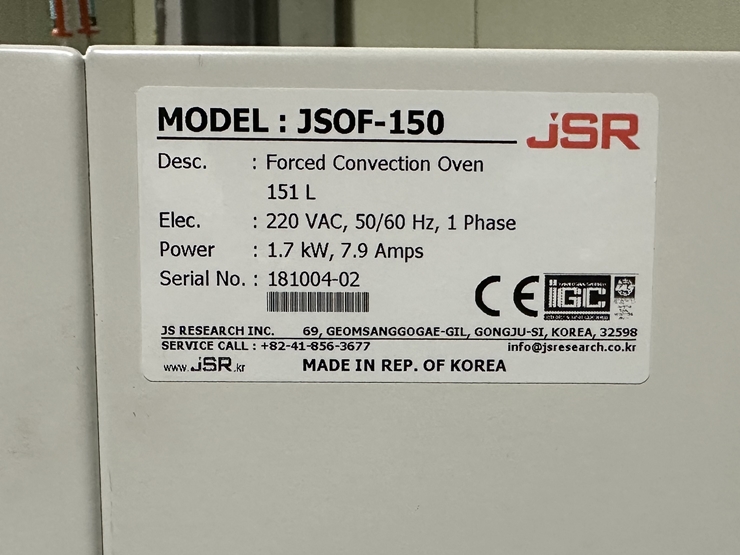 MODEL : JSOF-150
JSR
Desc. : Forced Convection Oven
151 L
Elec. : 220 VAC, 50/60 Hz, 1 Phase
Power : 1.7 kW, 7.9 Amps
Serial No. : 181004-02
CE IGC
JS RESEARCH INC. 69, GEOMSANGGOGAE-GIL, GONGJU-SI, KOREA, 32598
SERVICE CALL : +82-41-856-3677 info@jsresearch.co.kr
www.JSR.kr MADE IN REP. OF KOREA